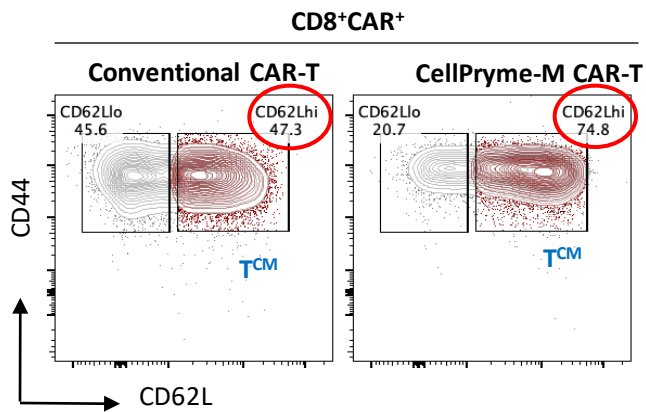 CD8⁺CAR⁺
Conventional CAR-T
CellPryme-M CAR-T
CD62Llo
45.6
CD62Lhi
47.3
CD62Llo
20.7
CD62Lhi
74.8
CD44
Tᶜᴹ
Tᶜᴹ
CD62L